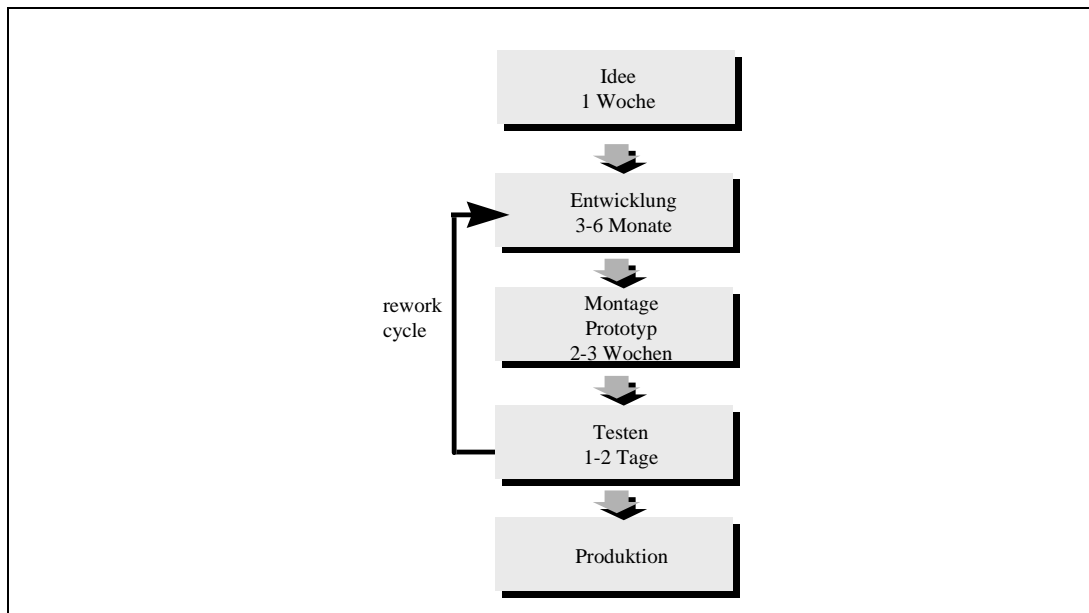 Idee
1 Woche
Entwicklung
3-6 Monate
rework
cycle
Montage
Prototyp
2-3 Wochen
Testen
1-2 Tage
Produktion